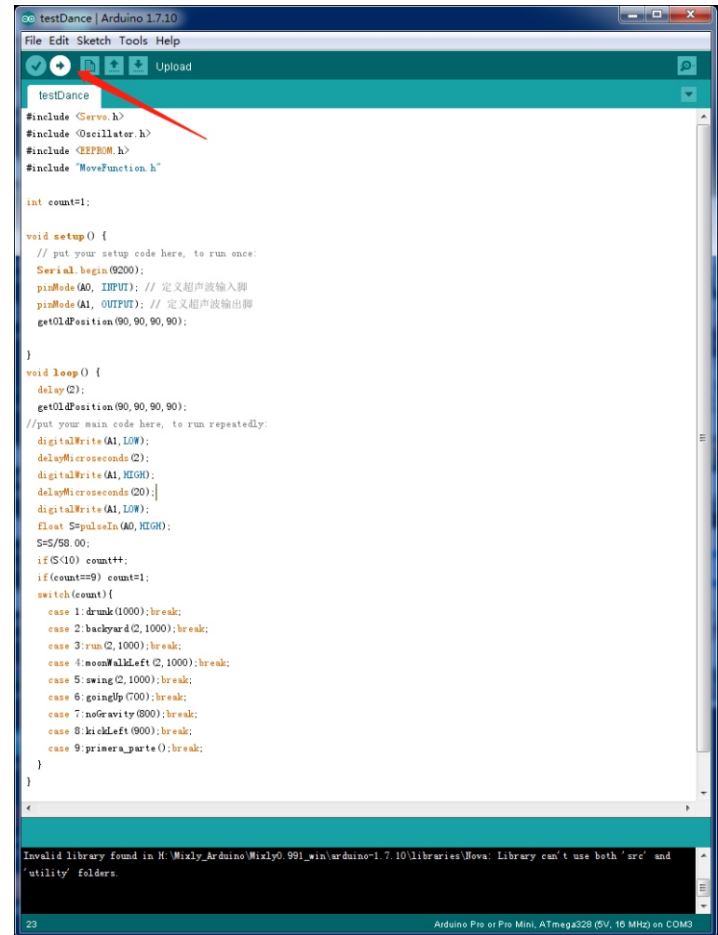 testDance | Arduino 1.7.10
File Edit Sketch Tools Help
Upload
testDance
#include <Servo.h>
#include <Oscillator.h>
#include <EEPROM.h>
#include "MoveFunction.h"
int count=1;
void setup() {
// put your setup code here, to run once:
Serial.begin(9200);
pinMode(A0, INPUT); // 定义超声波输入脚
pinMode(A1, OUTPUT); // 定义超声波输出脚
getOldPosition(90,90,90,90);
}
void loop() {
delay(2);
getOldPosition(90,90,90,90);
//put your main code here, to run repeatedly:
digitalWrite(A1,LOW);
delayMicroseconds(2);
digitalWrite(A1,HIGH);
delayMicroseconds(20);
digitalWrite(A1,LOW);
float S=pulseIn(A0,HIGH);
S=S/58.00;
if(S<10) count++;
if(count==9) count=1;
switch(count){
case 1:drunk(1000);break;
case 2:backyard(2,1000);break;
case 3:run(2,1000);break;
case 4:moonWalkLeft(2,1000);break;
case 5:swing(2,1000);break;
case 6:goingUp(700);break;
case 7:noGravity(800);break;
case 8:kickLeft(900);break;
case 9:primera_parte();break;
}
}
Invalid library found in H:\Mixly_Arduino\Mixly0.991_win\arduino-1.7.10\libraries\Nova: Library can't use both 'src' and
'utility' folders.
23
Arduino Pro or Pro Mini, ATmega328 (5V, 16 MHz) on COM3